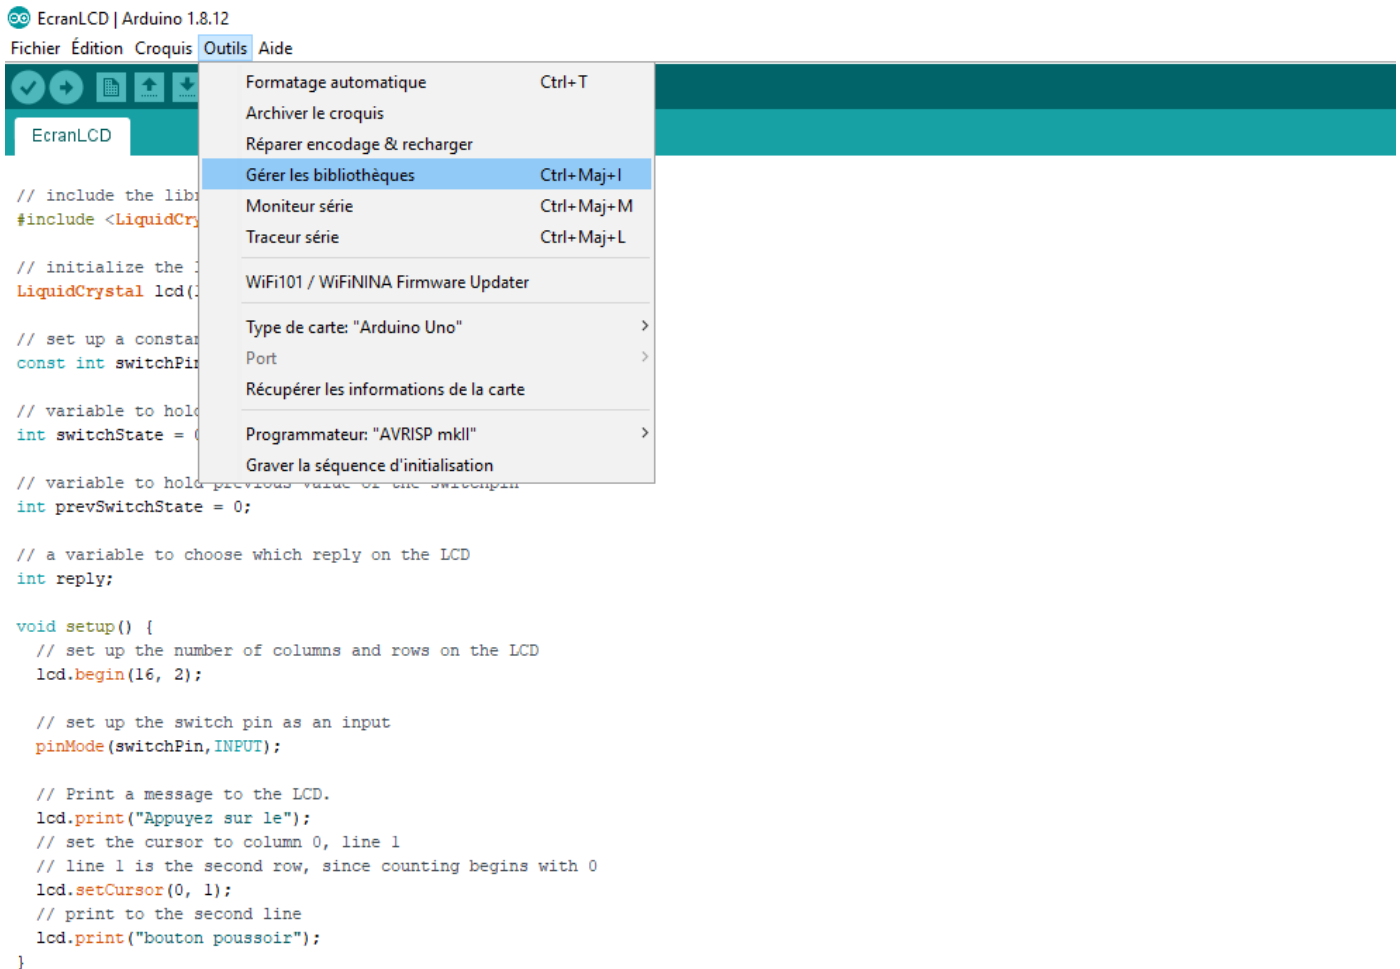 EcranLCD | Arduino 1.8.12
Fichier Édition Croquis Outils Aide
Formatage automatique Ctrl+T
Archiver le croquis
Réparer encodage & recharger
Gérer les bibliothèques Ctrl+Maj+I
Moniteur série Ctrl+Maj+M
Traceur série Ctrl+Maj+L
WiFi101 / WiFiNINA Firmware Updater
Type de carte: "Arduino Uno"
Port
Récupérer les informations de la carte
Programmateur: "AVRISP mkII"
Graver la séquence d'initialisation
EcranLCD
// include the
#include <
// initialize the
LiquidCrystal lcd(
// set up a
const int
// variable to
int switchState =
// variable to hold previous value of the switchpin
int prevSwitchState = 0;
// a variable to choose which reply on the LCD
int reply;
void setup() {
// set up the number of columns and rows on the LCD
lcd.begin(16, 2);
// set up the switch pin as an input
pinMode(switchPin,INPUT);
// Print a message to the LCD.
lcd.print("Appuyez sur le");
// set the cursor to column 0, line 1
// line 1 is the second row, since counting begins with 0
lcd.setCursor(0, 1);
// print to the second line
lcd.print("bouton poussoir");
}